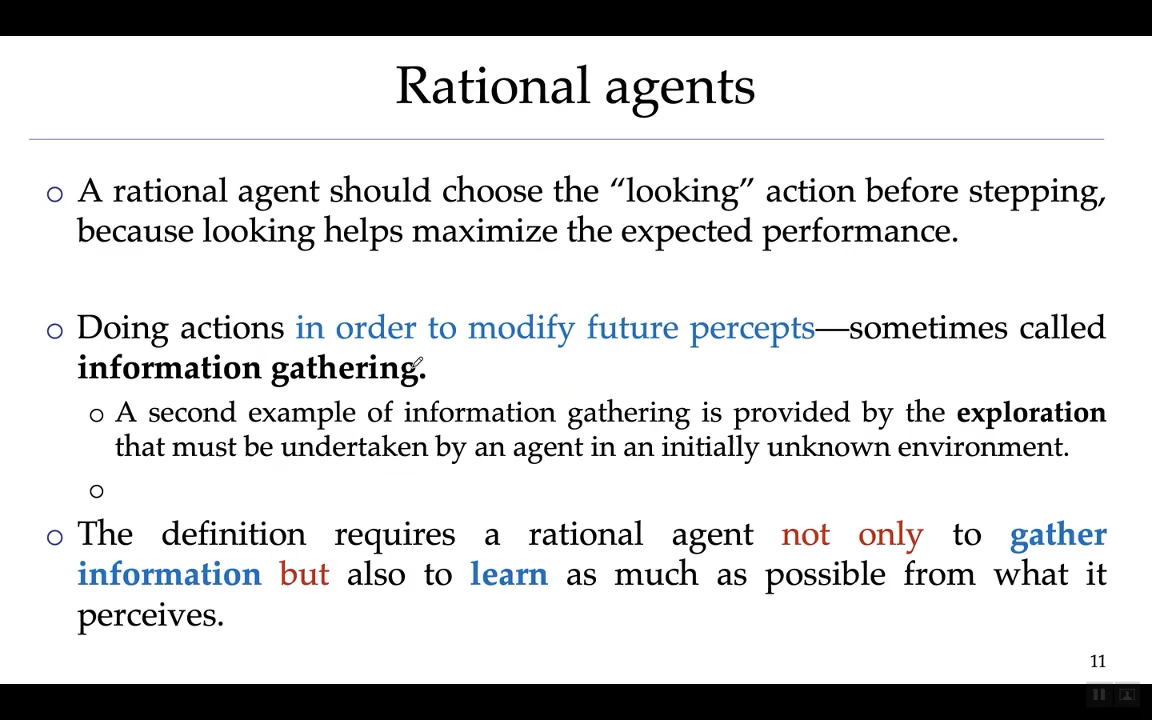 Rational agents
○ A rational agent should choose the “looking” action before stepping,
because looking helps maximize the expected performance.
○ Doing actions in order to modify future percepts—sometimes called
information gathering.
○ A second example of information gathering is provided by the exploration
that must be undertaken by an agent in an initially unknown environment.
○
○ The definition requires a rational agent not only to gather
information but also to learn as much as possible from what it
perceives.
11